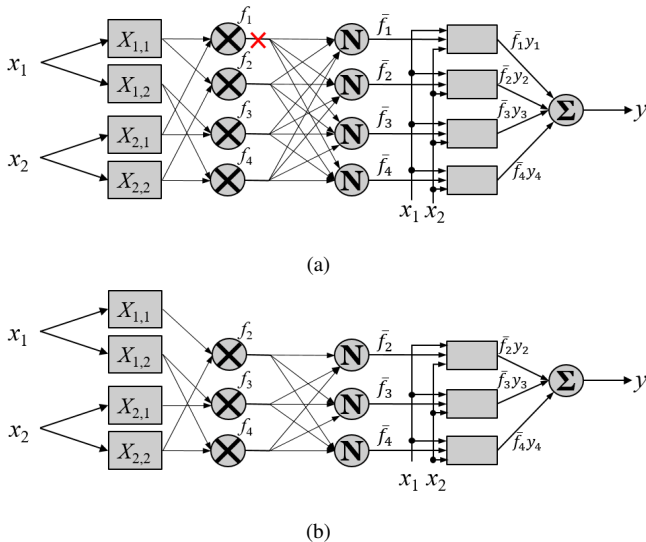 x₁
x₂
X₁,₁
X₁,₂
X₂,₁
X₂,₂
f₁
f₂
f₃
f₄
N
N
N
N
f̄₁
f̄₂
f̄₃
f̄₄
x₁ x₂
f̄₁y₁
f̄₂y₂
f̄₃y₃
f̄₄y₄
Σ
y
(a)
x₁
x₂
X₁,₁
X₁,₂
X₂,₁
X₂,₂
f₂
f₃
f₄
N
N
N
f̄₂
f̄₃
f̄₄
x₁ x₂
f̄₂y₂
f̄₃y₃
f̄₄y₄
Σ
y
(b)